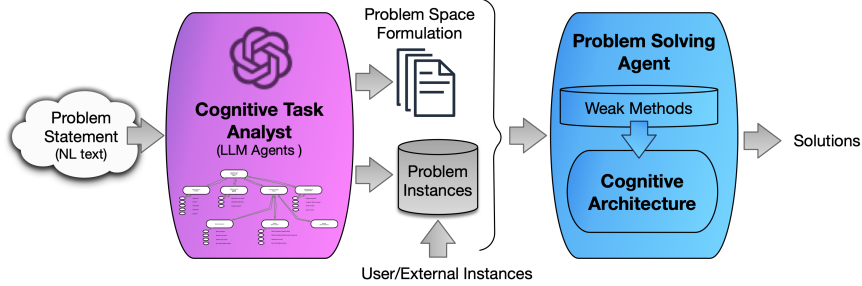 Problem
Statement
(NL text)
Cognitive Task
Analyst
(LLM Agents )
Problem Space
Formulation
Problem
Instances
User/External Instances
Problem Solving
Agent
Weak Methods
Cognitive
Architecture
Solutions